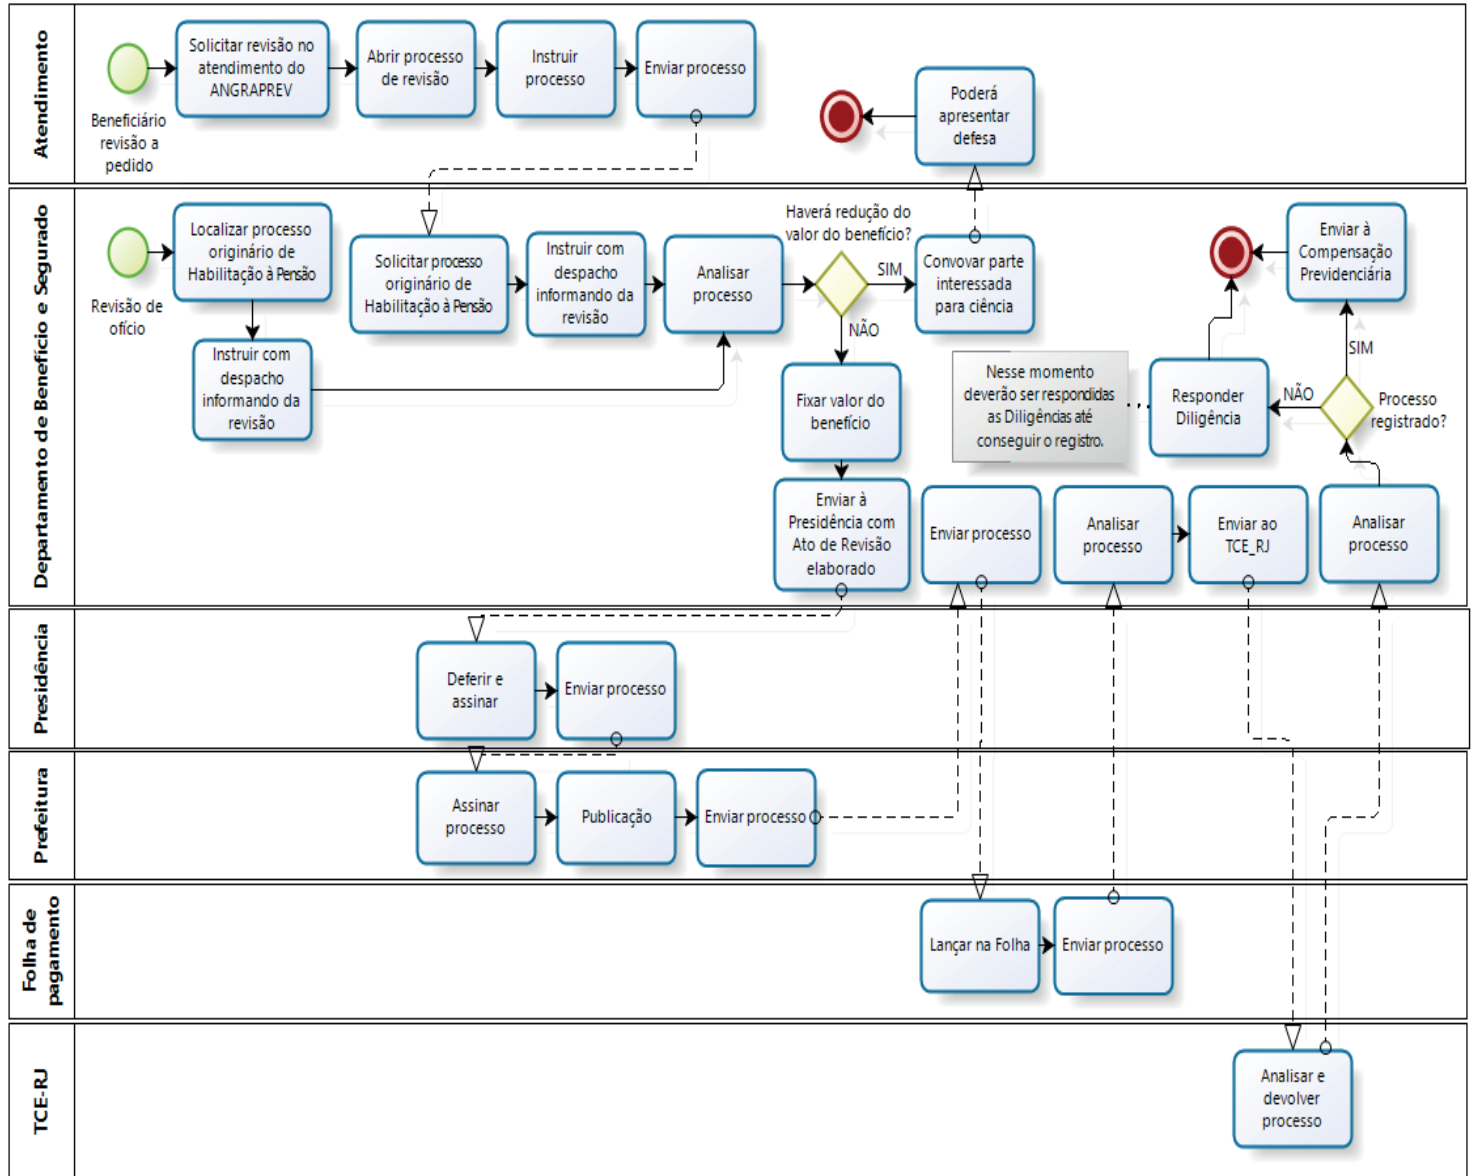 Atendimento
Beneficiário
revisão a
pedido
Solicitar revisão no
atendimento do
ANGRAPREV
Abrir processo
de revisão
Instruir
processo
Enviar processo
Poderá
apresentar
defesa
Departamento de Benefício e Segurado
Revisão de
ofício
Localizar processo
originário de
Habilitação à Pensão
Instruir com
despacho
informando da
revisão
Solicitar processo
originário de
Habilitação à Pensão
Instruir com
despacho
informando da
revisão
Analisar
processo
Haverá redução do
valor do benefício?
SIM
NÃO
Convovar parte
interessada
para ciência
Fixar valor do
benefício
Enviar à
Presidência com
Ato de Revisão
elaborado
Enviar processo
Analisar
processo
Enviar ao
TCE_RJ
Analisar
processo
Processo
registrado?
SIM
NÃO
Enviar à
Compensação
Previdenciária
Responder
Diligência
Nesse momento
deverão ser respondidas
as Diligências até
conseguir o registro.
Presidência
Deferir e
assinar
Enviar processo
Prefeitura
Assinar
processo
Publicação
Enviar processo
Folha de
pagamento
Lançar na Folha
Enviar processo
TCE-RJ
Analisar e
devolver
processo